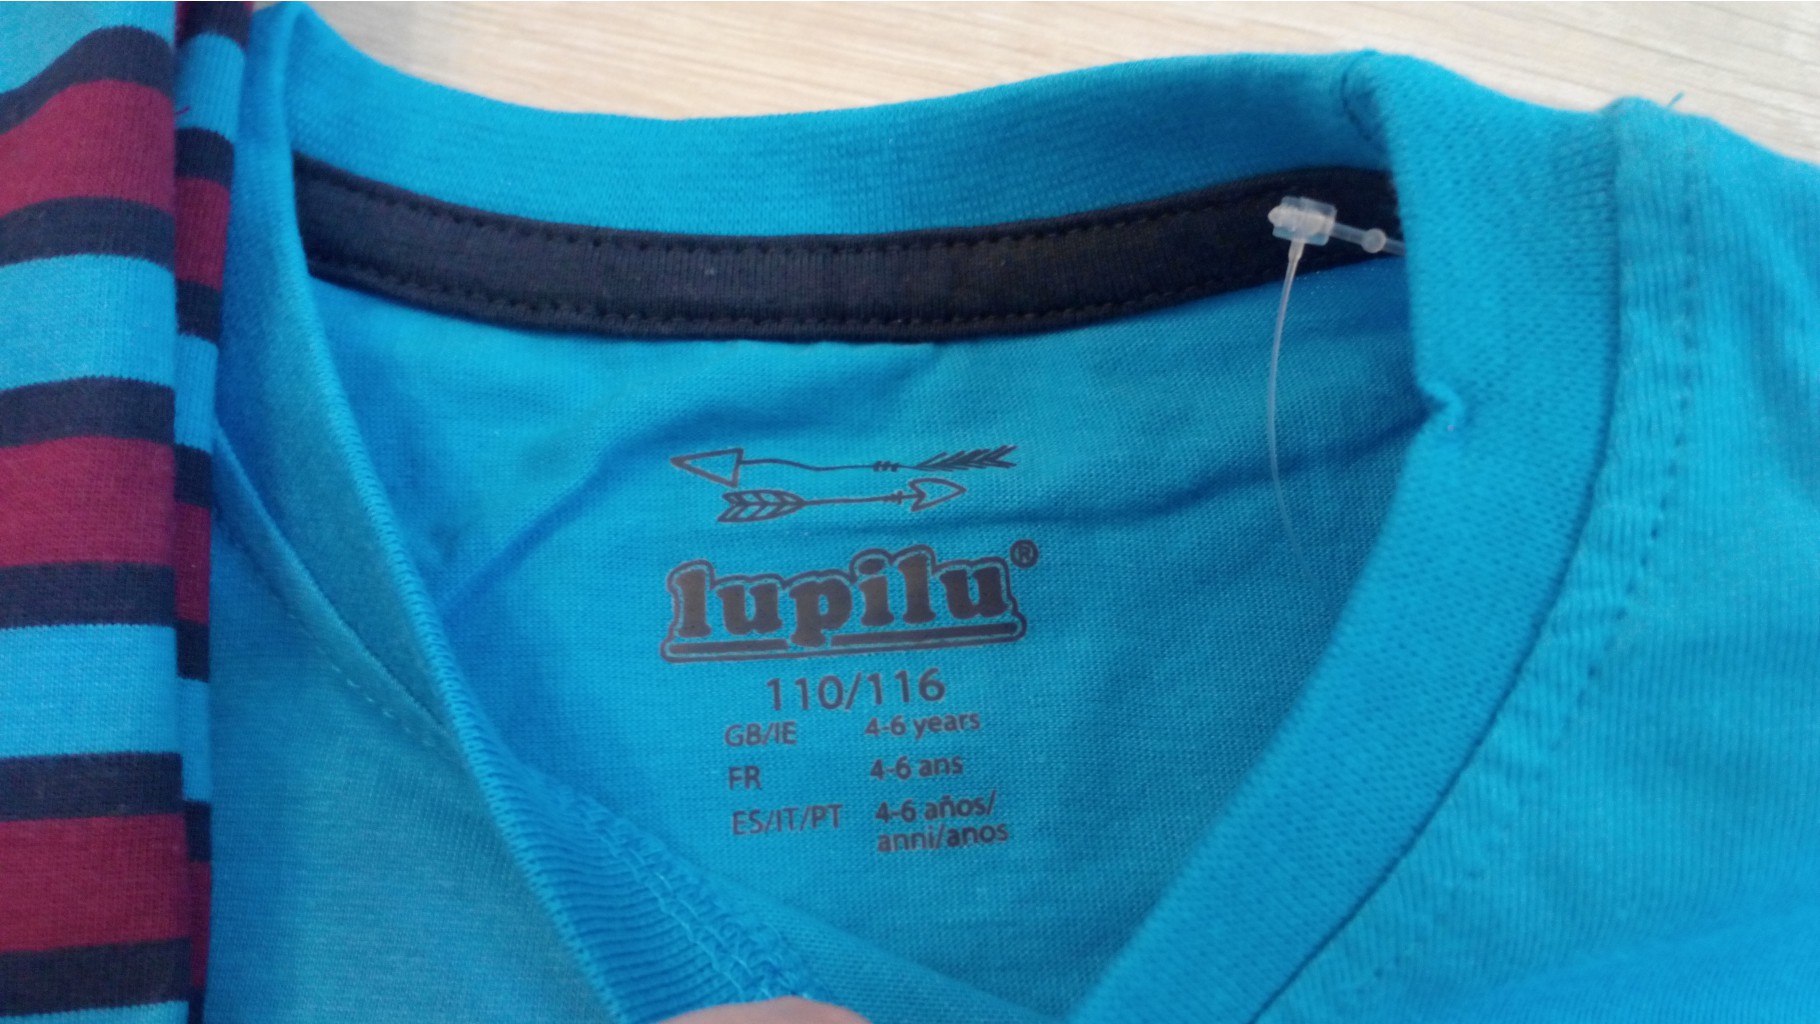 lupilu®
110/116
GB/IE 4-6 years
FR 4-6 ans
ES/IT/PT 4-6 años/
anni/anos